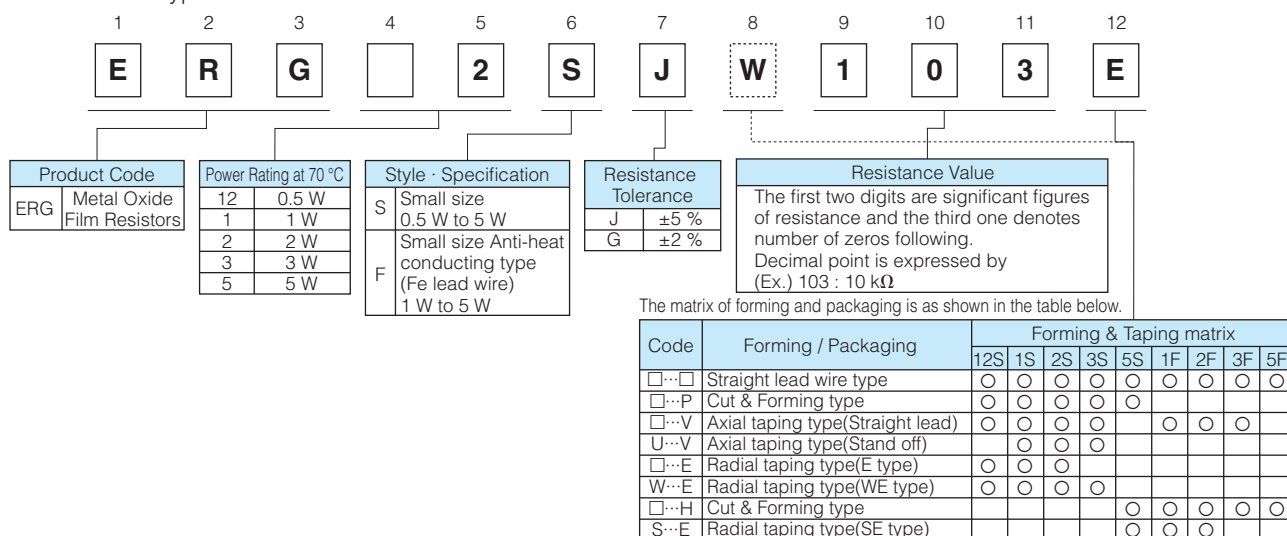 1 2 3 4 5 6 7 8 9 10 11 12
E R G 2 S J W 1 0 3 E
Product Code
ERG Metal Oxide
Film Resistors
Power Rating at 70 °C
12 0.5 W
1 1 W
2 2 W
3 3 W
5 5 W
Style · Specification
S Small size
0.5 W to 5 W
F Small size Anti-heat
conducting type
(Fe lead wire)
1 W to 5 W
Resistance
Tolerance
J ±5 %
G ±2 %
Resistance Value
The first two digits are significant figures
of resistance and the third one denotes
number of zeros following.
Decimal point is expressed by
(Ex.) 103 : 10 kΩ
The matrix of forming and packaging is as shown in the table below.
Code Forming / Packaging Forming & Taping matrix
12S 1S 2S 3S 5S 1F 2F 3F 5F
□···□ Straight lead wire type ○ ○ ○ ○ ○ ○ ○ ○ ○
□···P Cut & Forming type ○ ○ ○ ○ ○
□···V Axial taping type(Straight lead) ○ ○ ○ ○ ○ ○ ○
U···V Axial taping type(Stand off) ○ ○ ○
□···E Radial taping type(E type) ○ ○ ○
W···E Radial taping type(WE type) ○ ○ ○ ○
□···H Cut & Forming type ○ ○ ○ ○ ○
S···E Radial taping type(SE type) ○ ○ ○